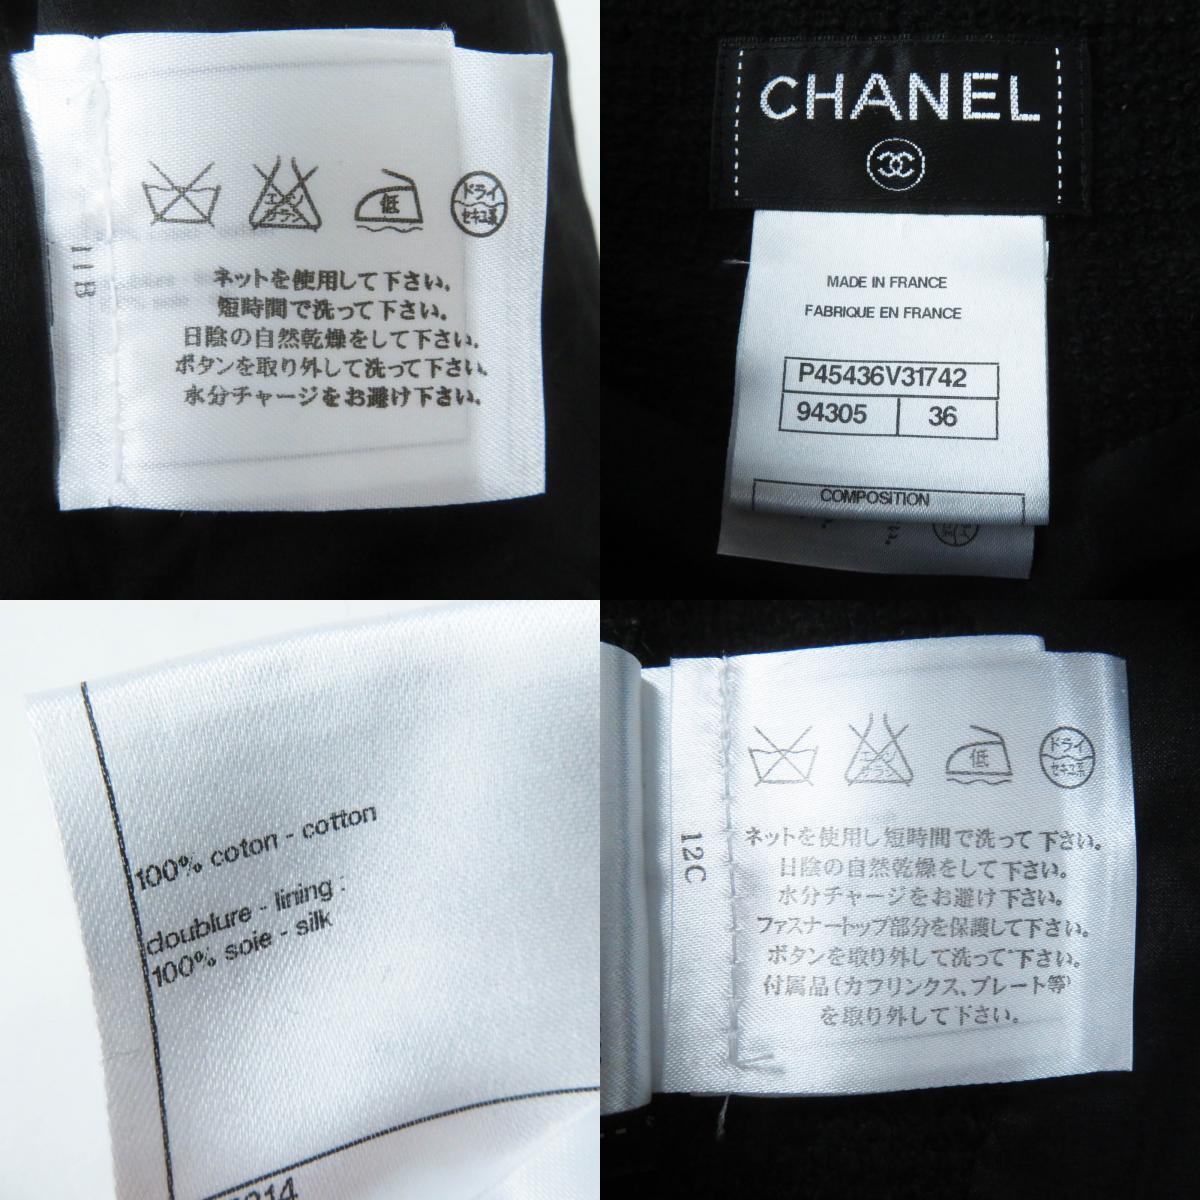 エンソ
サラシ
低
ドライ
セキユ系
11B
ネットを使用して下さい。
短時間で洗って下さい。
日陰の自然乾燥をして下さい。
ボタンを取り外して洗って下さい。
水分チャージをお避け下さい。
CHANEL
MADE IN FRANCE
FABRIQUE EN FRANCE
P45436V31742
94305 36
COMPOSITION
100% coton - cotton
doublure - lining :
100% soie - silk
エンソ
サラシ
低
ドライ
セキユ系
12C
ネットを使用し短時間で洗って下さい。
日陰の自然乾燥をして下さい。
水分チャージをお避け下さい。
ファスナートップ部分を保護して下さい。
ボタンを取り外して洗って下さい。
付属品(カフリンクス、プレート等)
を取り外して下さい。